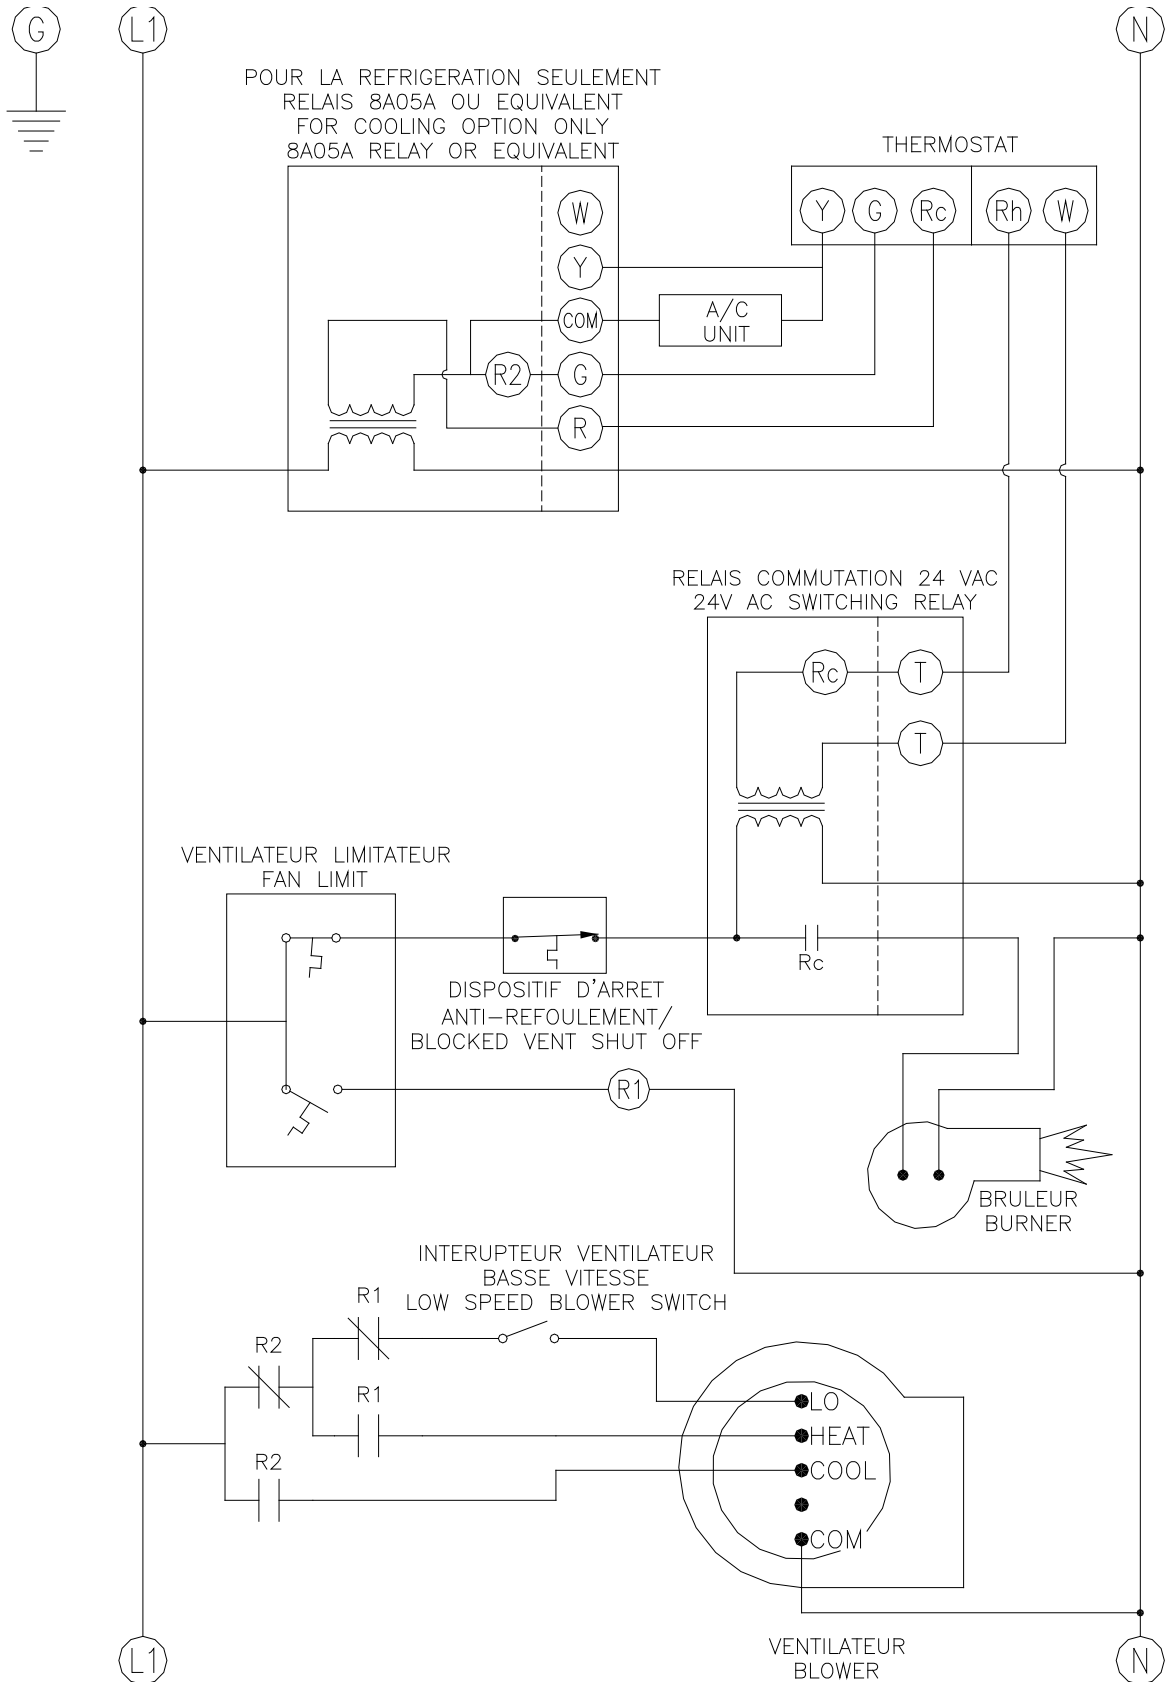 G
L1
N
POUR LA REFRIGERATION SEULEMENT
RELAIS 8A05A OU EQUIVALENT
FOR COOLING OPTION ONLY
8A05A RELAY OR EQUIVALENT
THERMOSTAT
W
Y
G
Rc
Rh
W
Y
COM
A/C
UNIT
R2
G
R
RELAIS COMMUTATION 24 VAC
24V AC SWITCHING RELAY
Rc
T
T
VENTILATEUR LIMITATEUR
FAN LIMIT
Rc
DISPOSITIF D'ARRET
ANTI-REFOULEMENT/
BLOCKED VENT SHUT OFF
R1
BRULEUR
BURNER
INTERUPTEUR VENTILATEUR
BASSE VITESSE
LOW SPEED BLOWER SWITCH
R1
R2
R1
LO
HEAT
R2
COOL
COM
VENTILATEUR
BLOWER
L1
N